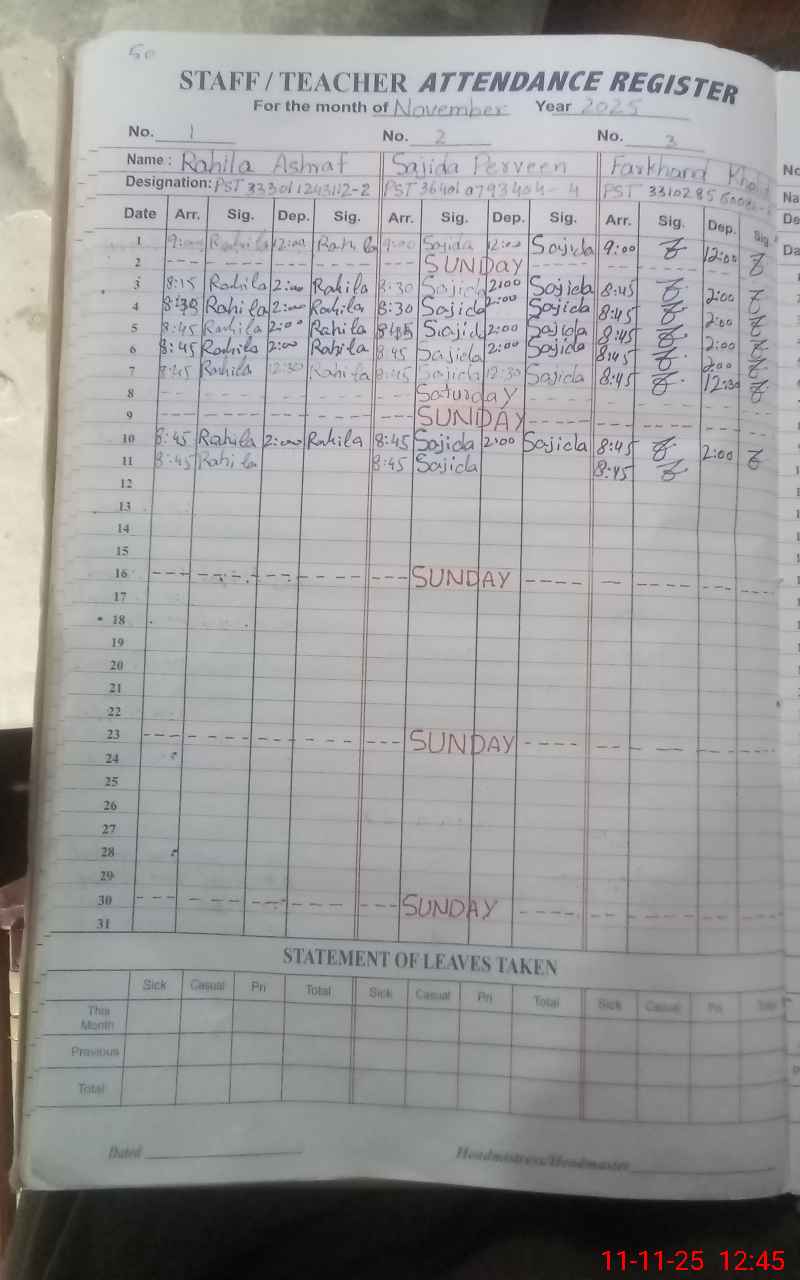 50
STAFF / TEACHER ATTENDANCE REGISTER
For the month of November Year 2025
No. 1 No. 2 No. 3
Name : Rahila Ashraf Sajida Perveen Farkhand
Designation: PST PST PST
Date Arr. Sig. Dep. Sig. Arr. Sig. Dep. Sig. Arr. Sig. Dep. Sig.
1 9:00 Rahila 12:00 Rahila 9:00 Sajida 12:00 Sajida 9:00 12:00
2 SUNDAY
3 8:15 Rahila 2:00 Rahila 8:30 Sajida 2:00 Sajida 8:45 2:00
4 8:30 Rahila 2:00 Rahila 8:30 Sajida 2:00 Sajida 8:45 2:00
5 8:45 Rahila 2:00 Rahila 8:45 Sajida 2:00 Sajida 8:45 2:00
6 8:45 Rahila 2:00 Rahila 8:45 Sajida 2:00 Sajida 8:45 2:00
7 8:45 Rahila 12:30 Rahila 8:45 Sajida 12:30 Sajida 8:45 12:30
8 Saturday
9 SUNDAY
10 8:45 Rahila 2:00 Rahila 8:45 Sajida 2:00 Sajida 8:45 2:00
11 8:45 Rahila 8:45 Sajida 8:45
12
13
14
15
16 SUNDAY
17
18
19
20
21
22
23 SUNDAY
24
25
26
27
28
29
30 SUNDAY
31
STATEMENT OF LEAVES TAKEN
Sick Casual Pri Total Sick Casual Pri Total Sick Casual Pri Total
This Month
Previous
Total
Dated Headmistress/Headmaster
11-11-25 12:45